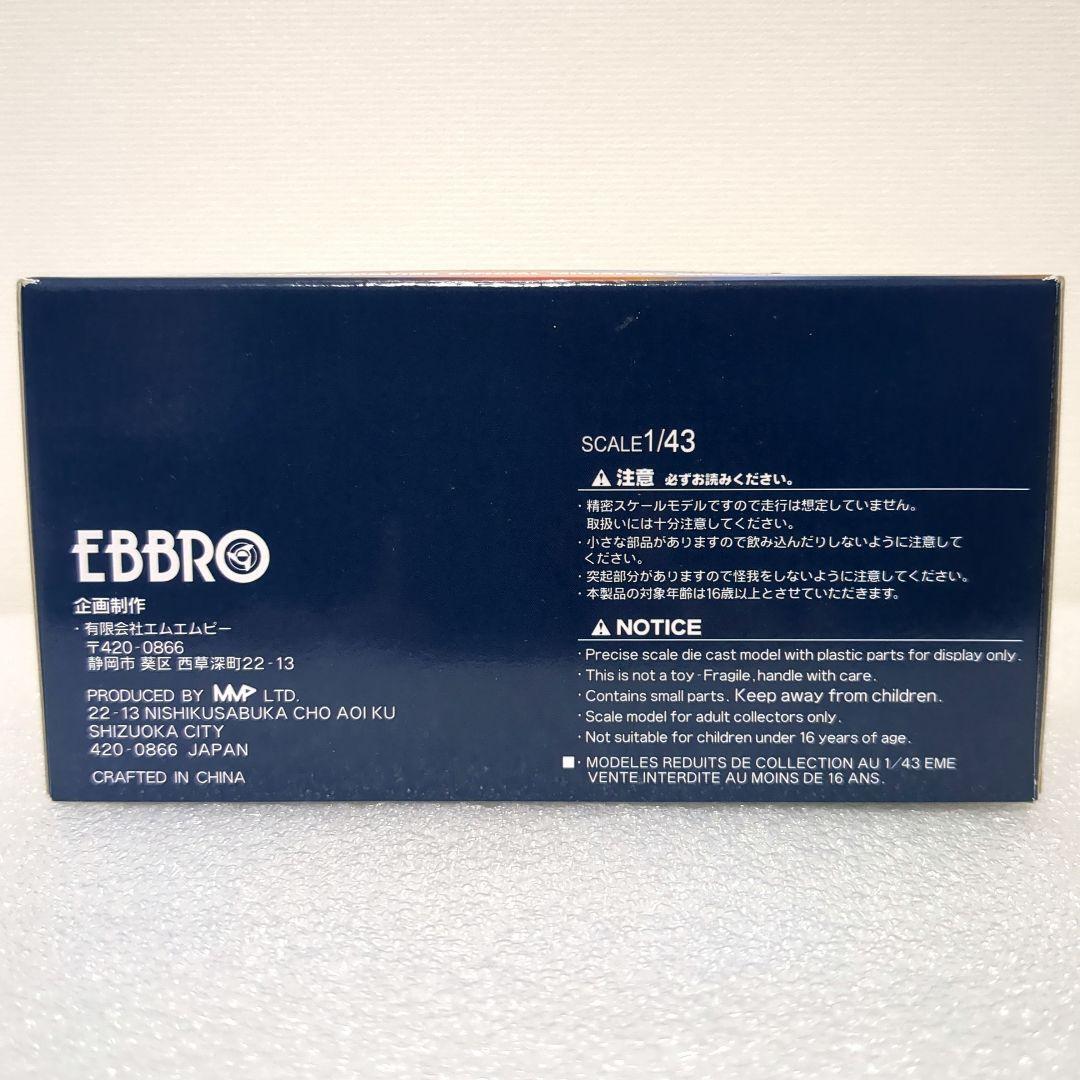 EBBRO
企画制作
・有限会社エムエムピー
〒420-0866
静岡市 葵区 西草深町22-13
PRODUCED BY MMP LTD.
22-13 NISHIKUSABUKA CHO AOI KU
SHIZUOKA CITY
420-0866 JAPAN
CRAFTED IN CHINA
SCALE1/43
⚠注意 必ずお読みください。
・精密スケールモデルですので走行は想定していません。
取扱いには十分注意してください。
・小さな部品がありますので飲み込んだりしないように注意して
ください。
・突起部分がありますので怪我をしないように注意してください。
・本製品の対象年齢は16歳以上とさせていただきます。
⚠NOTICE
・Precise scale die cast model with plastic parts for display only.
・This is not a toy-Fragile, handle with care.
・Contains small parts. Keep away from children.
・Scale model for adult collectors only.
・Not suitable for children under 16 years of age.
■・MODELES REDUITS DE COLLECTION AU 1/43 EME
VENTE INTERDITE AU MOINS DE 16 ANS.